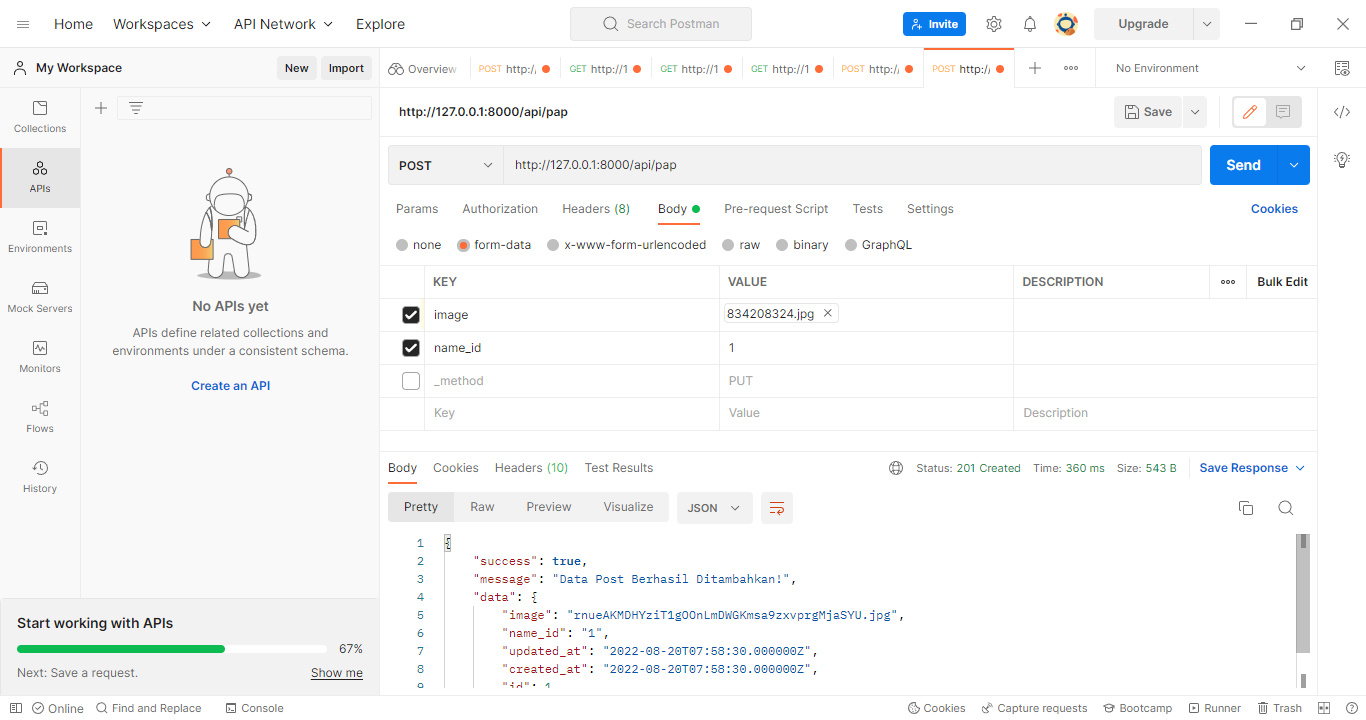 Home Workspaces API Network Explore Search Postman Invite Upgrade
My Workspace New Import Overview POST http:/ GET http://1 GET http://1 GET http://1 POST http:/ POST http:/ No Environment
Collections
APIs
Environments
Mock Servers
Monitors
Flows
History
No APIs yet
APIs define related collections and
environments under a consistent schema.
Create an API
Start working with APIs
67%
Next: Save a request. Show me
http://127.0.0.1:8000/api/pap Save
POST http://127.0.0.1:8000/api/pap Send
Params Authorization Headers (8) Body Pre-request Script Tests Settings Cookies
none form-data x-www-form-urlencoded raw binary GraphQL
KEY VALUE DESCRIPTION Bulk Edit
image 834208324.jpg
name_id 1
_method PUT
Key Value Description
Body Cookies Headers (10) Test Results Status: 201 Created Time: 360 ms Size: 543 B Save Response
Pretty Raw Preview Visualize JSON
1 {
2 "success": true,
3 "message": "Data Post Berhasil Ditambahkan!",
4 "data": {
5 "image": "rnueAKMDHYziT1gOOnLmDWGKmsa9zxvprgMjaSYU.jpg",
6 "name_id": "1",
7 "updated_at": "2022-08-20T07:58:30.000000Z",
8 "created_at": "2022-08-20T07:58:30.000000Z",
9 "id": 1
Online Find and Replace Console Cookies Capture requests Bootcamp Runner Trash